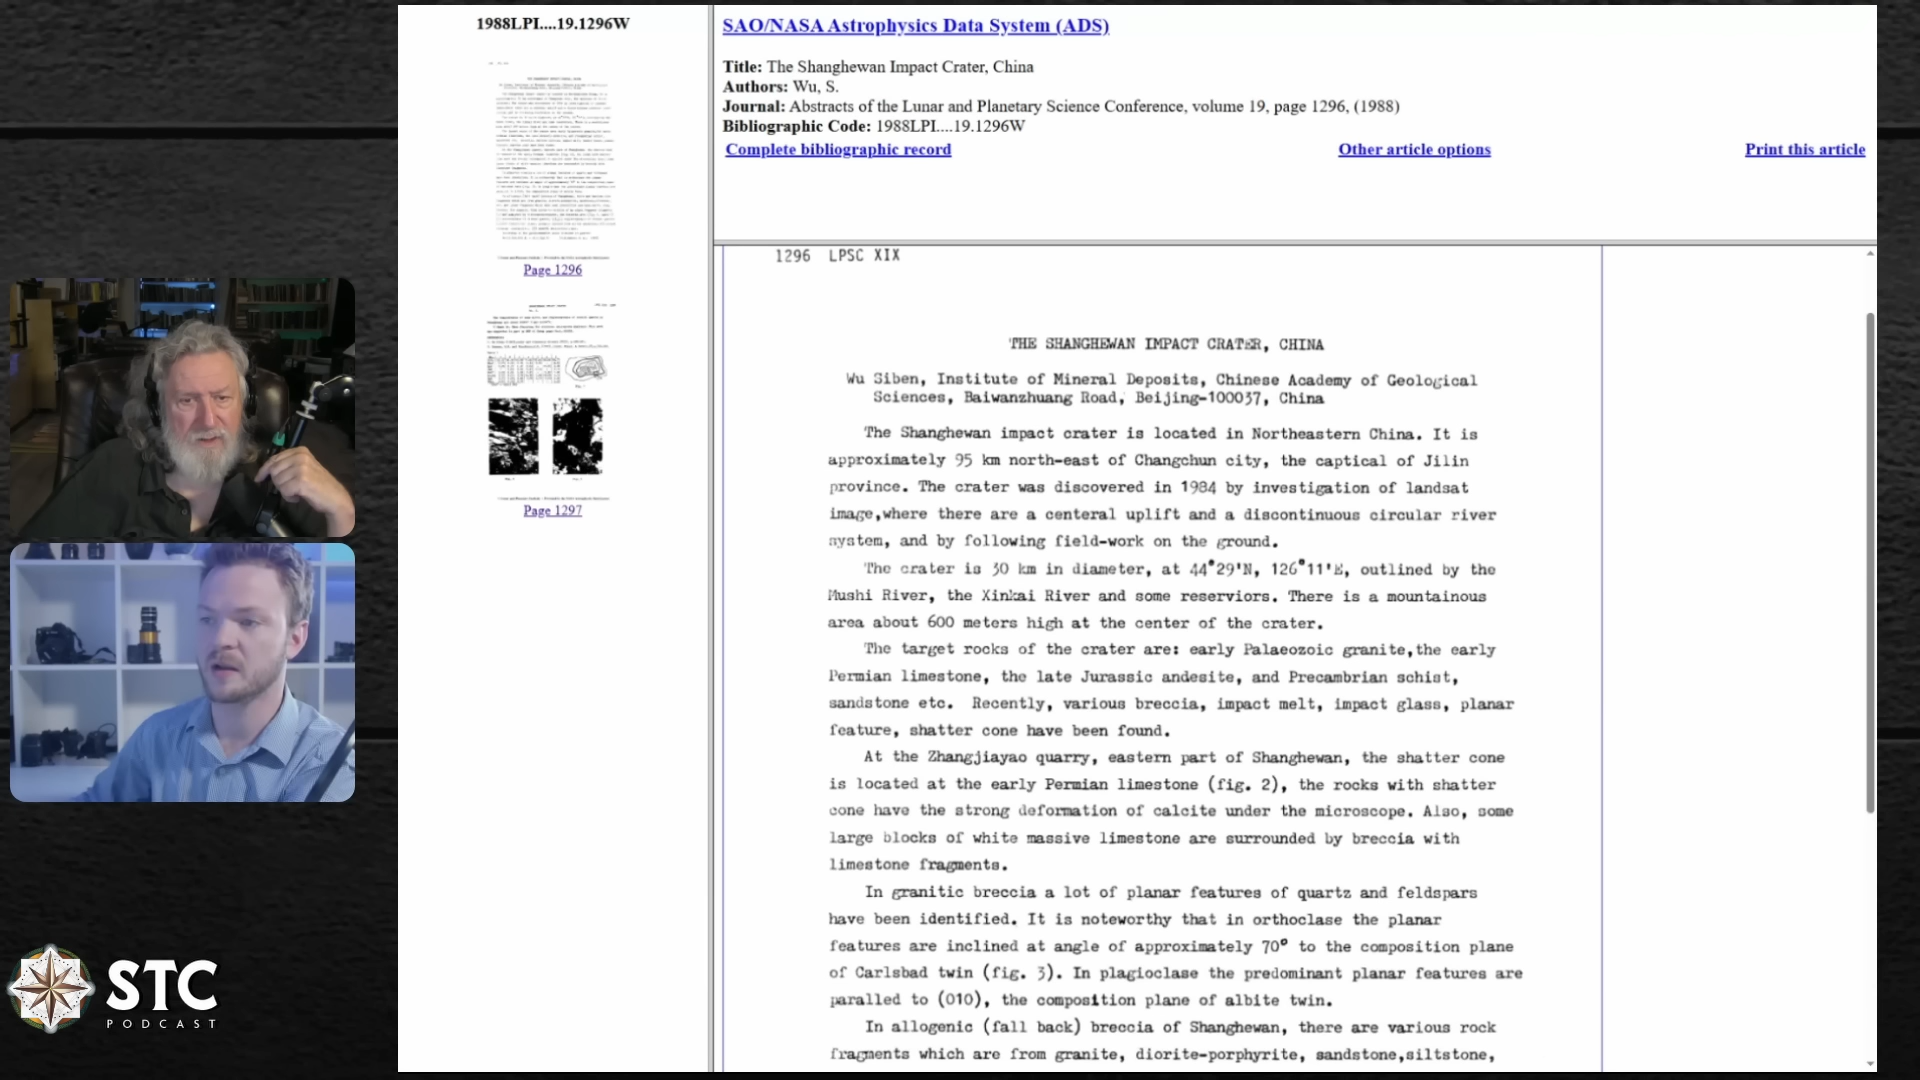 1988LPI....19.1296W
Page 1296
Page 1297
SAO/NASA Astrophysics Data System (ADS)
Title: The Shanghewan Impact Crater, China
Authors: Wu, S.
Journal: Abstracts of the Lunar and Planetary Science Conference, volume 19, page 1296, (1988)
Bibliographic Code: 1988LPI....19.1296W
Complete bibliographic record Other article options Print this article
1296 LPSC XIX
THE SHANGHEWAN IMPACT CRATER, CHINA
Wu Siben, Institute of Mineral Deposits, Chinese Academy of Geological
Sciences, Baiwanzhuang Road, Beijing-100037, China
The Shanghewan impact crater is located in Northeastern China. It is
approximately 95 km north-east of Changchun city, the captical of Jilin
province. The crater was discovered in 1984 by investigation of landsat
image,where there are a centeral uplift and a discontinuous circular river
system, and by following field-work on the ground.
The crater is 30 km in diameter, at 44°29'N, 126°11'E, outlined by the
Mushi River, the Xinkai River and some reserviors. There is a mountainous
area about 600 meters high at the center of the crater.
The target rocks of the crater are: early Palaeozoic granite,the early
Permian limestone, the late Jurassic andesite, and Precambrian schist,
sandstone etc. Recently, various breccia, impact melt, impact glass, planar
feature, shatter cone have been found.
At the Zhangjiayao quarry, eastern part of Shanghewan, the shatter cone
is located at the early Permian limestone (fig. 2), the rocks with shatter
cone have the strong deformation of calcite under the microscope. Also, some
large blocks of white massive limestone are surrounded by breccia with
limestone fragments.
In granitic breccia a lot of planar features of quartz and feldspars
have been identified. It is noteworthy that in orthoclase the planar
features are inclined at angle of approximately 70° to the composition plane
of Carlsbad twin (fig. 3). In plagioclase the predominant planar features are
paralled to (010), the composition plane of albite twin.
In allogenic (fall back) breccia of Shanghewan, there are various rock
fragments which are from granite, diorite-porphyrite, sandstone,siltstone,
STC
PODCAST